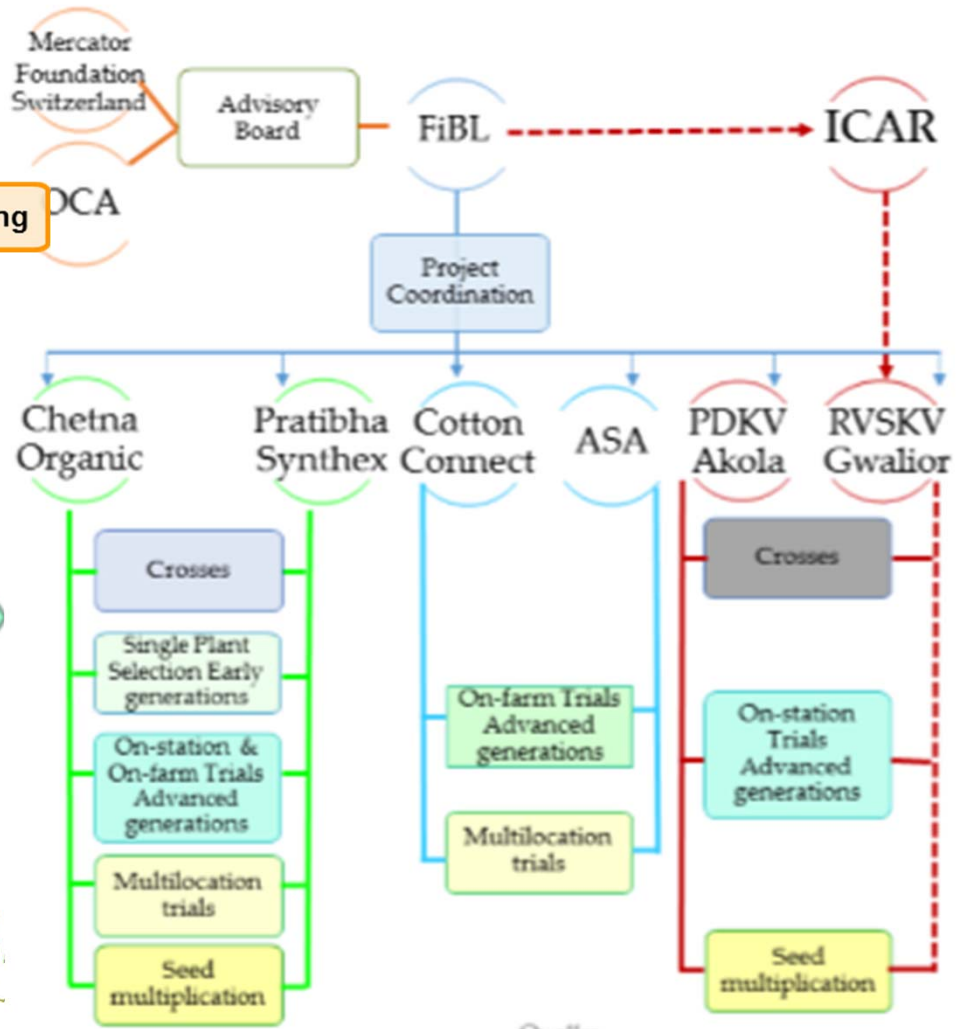 Mercator
Foundation
Switzerland
Advisory
Board
FiBL
ICAR
ng
OCA
Project
Coordination
Chetna
Organic
Pratibha
Synthex
Cotton
Connect
ASA
PDKV
Akola
RVSKV
Gwalior
Crosses
Single Plant
Selection Early
generations
On-station &
On-farm Trials
Advanced
generations
Multilocation
trials
Seed
multiplication
On-farm Trials
Advanced
generations
Multilocation
trials
Crosses
On-station
Trials
Advanced
generations
Seed
multiplication